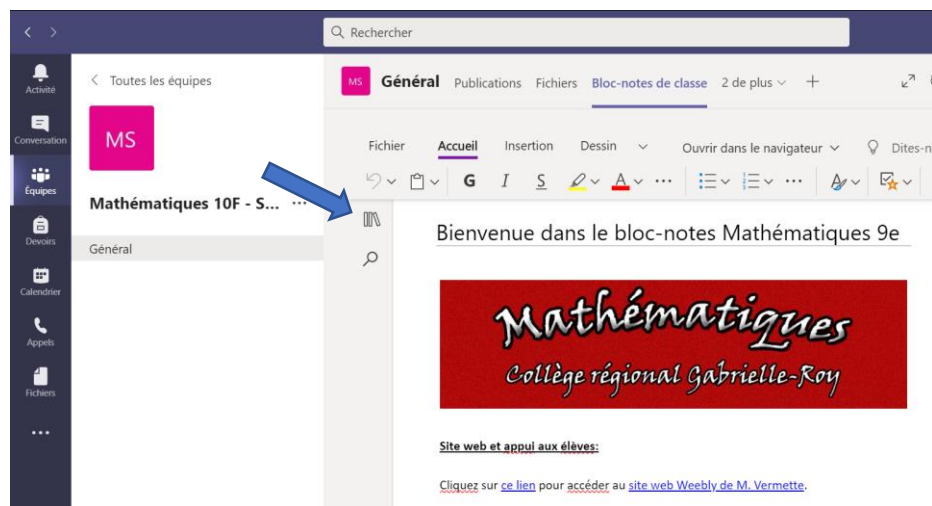 Rechercher
Activité
Conversation
Équipes
Devoirs
Calendrier
Appels
Fichiers
Toutes les équipes
MS
Mathématiques 10F - S... ...
Général
MS Général Publications Fichiers Bloc-notes de classe 2 de plus +
Fichier Accueil Insertion Dessin Ouvrir dans le navigateur Dites-n
G I S A ... ...
Bienvenue dans le bloc-notes Mathématiques 9e
Mathématiques
Collège régional Gabrielle-Roy
Site web et appui aux élèves:
Cliquez sur ce lien pour accéder au site web Weebly de M. Vermette.